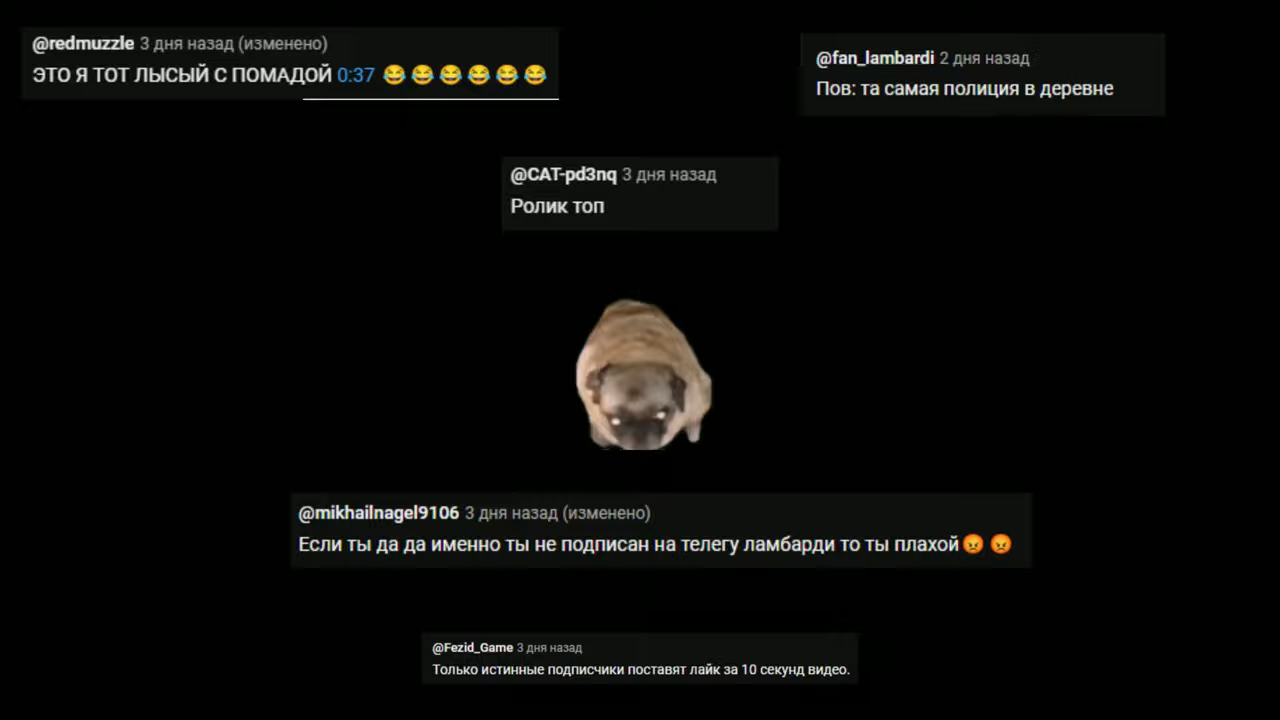 @redmuzzle 3 дня назад (изменено)
ЭТО Я ТОТ ЛЫСЫЙ С ПОМАДОЙ 0:37 😂😂😂😂😂😂
@fan_lambardi 2 дня назад
Пов: та самая полиция в деревне
@CAT-pd3nq 3 дня назад
Ролик топ
@mikhailnagel9106 3 дня назад (изменено)
Если ты да да именно ты не подписан на телегу ламбарди то ты плахой😡 😡
@Fezid_Game 3 дня назад
Только истинные подписчики поставят лайк за 10 секунд видео.